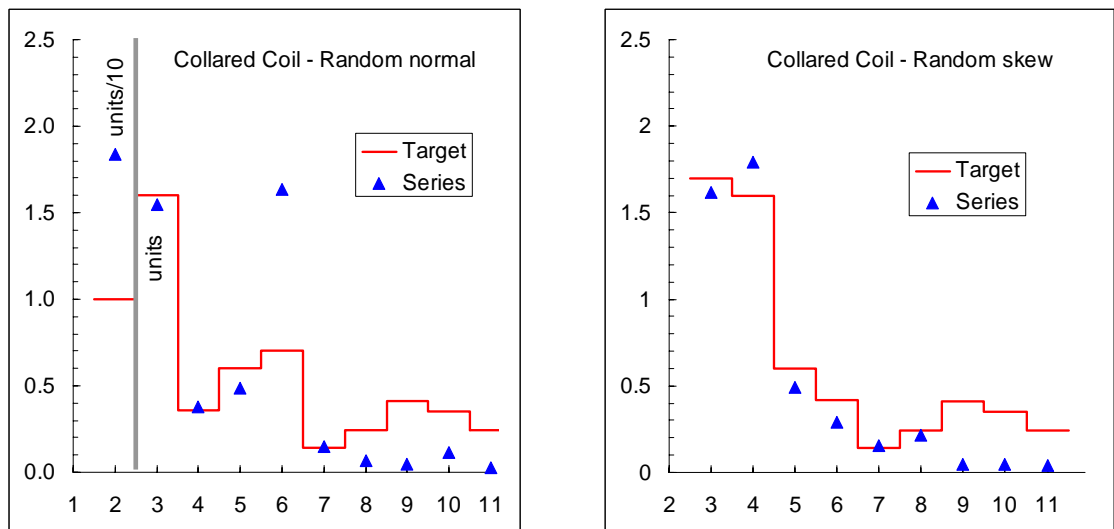 Collared Coil - Random normal
2.5
2.0
1.5
1.0
0.5
0.0
units/10
units
Target
Series
1 2 3 4 5 6 7 8 9 10 11
Collared Coil - Random skew
2.5
2
1.5
1
0.5
0
Target
Series
2 3 4 5 6 7 8 9 10 11